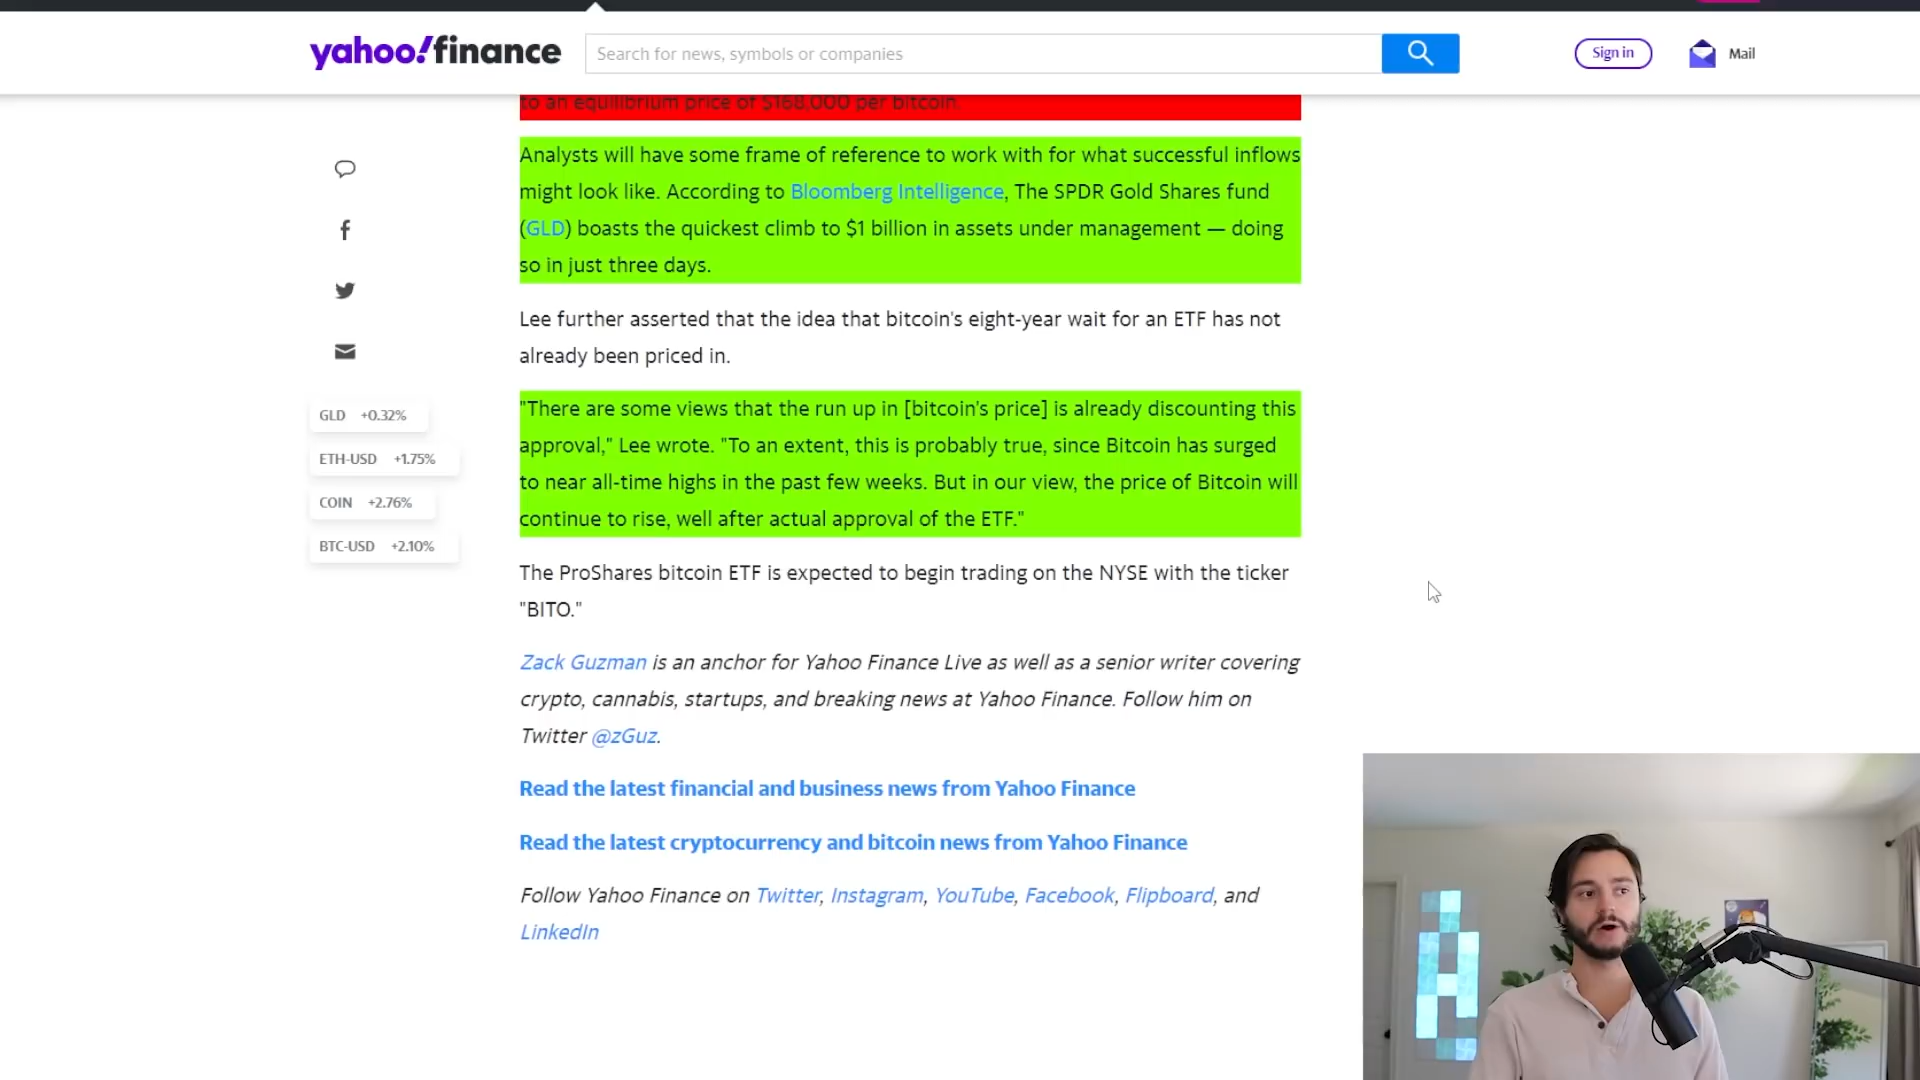 yahoo!finance
Search for news, symbols or companies
Sign in
Mail
to an equilibrium price of $168,000 per bitcoin.
Analysts will have some frame of reference to work with for what successful inflows
might look like. According to Bloomberg Intelligence, The SPDR Gold Shares fund
(GLD) boasts the quickest climb to $1 billion in assets under management — doing
so in just three days.
Lee further asserted that the idea that bitcoin's eight-year wait for an ETF has not
already been priced in.
"There are some views that the run up in [bitcoin's price] is already discounting this
approval," Lee wrote. "To an extent, this is probably true, since Bitcoin has surged
to near all-time highs in the past few weeks. But in our view, the price of Bitcoin will
continue to rise, well after actual approval of the ETF."
The ProShares bitcoin ETF is expected to begin trading on the NYSE with the ticker
"BITO."
Zack Guzman is an anchor for Yahoo Finance Live as well as a senior writer covering
crypto, cannabis, startups, and breaking news at Yahoo Finance. Follow him on
Twitter @zGuz.
Read the latest financial and business news from Yahoo Finance
Read the latest cryptocurrency and bitcoin news from Yahoo Finance
Follow Yahoo Finance on Twitter, Instagram, YouTube, Facebook, Flipboard, and
LinkedIn
GLD +0.32%
ETH-USD +1.75%
COIN +2.76%
BTC-USD +2.10%